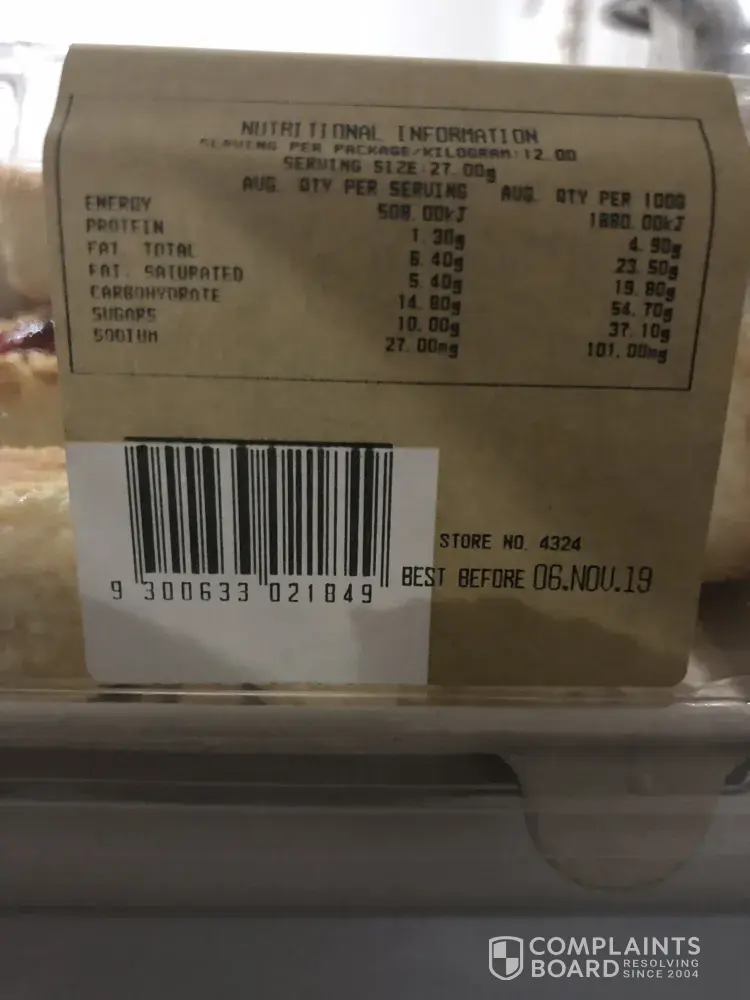 NUTRITIONAL INFORMATION
SERVING PER PACKAGE/KILOGRAM: 12.00
SERVING SIZE: 27.00g
AVG. QTY PER SERVING AVG. QTY PER 100G
ENERGY 508.00kJ 1880.00kJ
PROTEIN 1.30g 4.90g
FAT, TOTAL 6.40g 23.50g
FAT, SATURATED 5.40g 19.80g
CARBOHYDRATE 14.80g 54.70g
SUGARS 10.00g 37.10g
SODIUM 27.00mg 101.00mg
STORE NO. 4324
BEST BEFORE 06.NOV.19
9 300633 021849
COMPLAINTS
BOARD RESOLVING
SINCE 2004